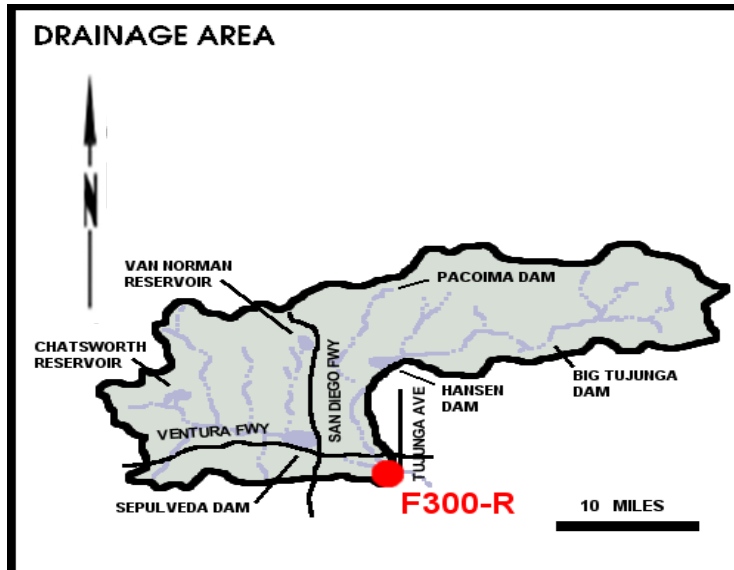 DRAINAGE AREA
N
VAN NORMAN
RESERVOIR
PACOIMA DAM
CHATSWORTH
RESERVOIR
SAN DIEGO FWY
HANSEN
DAM
BIG TUJUNGA
DAM
TUJUNGA AVE
VENTURA FWY
SEPULVEDA DAM
F300-R
10 MILES